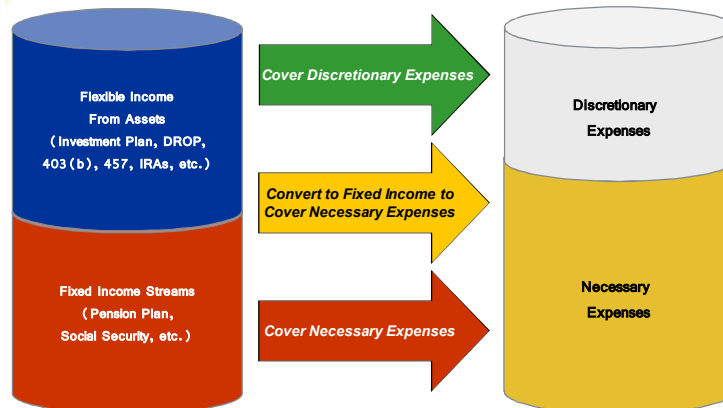 Flexible Income
From Assets
(Investment Plan, DROP,
403(b), 457, IRAs, etc.)
Fixed Income Streams
(Pension Plan,
Social Security, etc.)
Cover Discretionary Expenses
Convert to Fixed Income to
Cover Necessary Expenses
Cover Necessary Expenses
Discretionary
Expenses
Necessary
Expenses